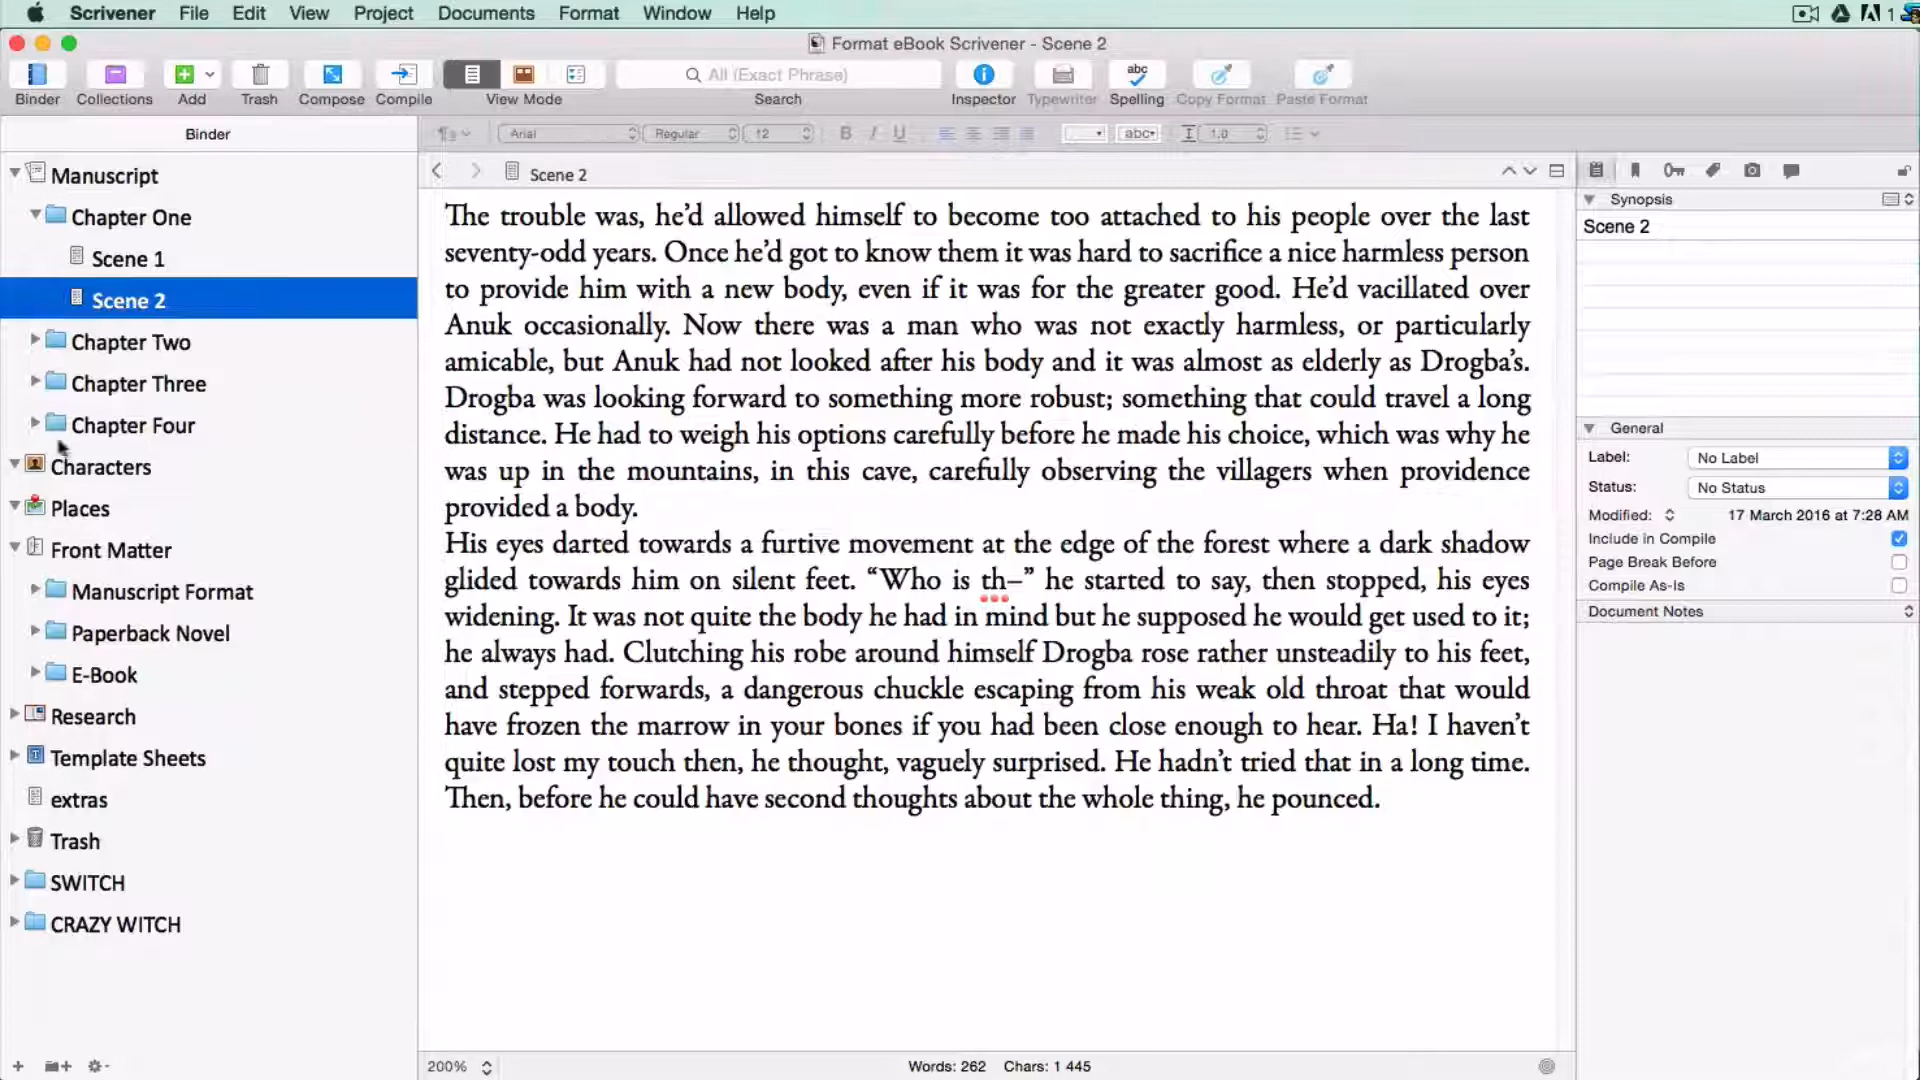 Scrivener File Edit View Project Documents Format Window Help
1
Format eBook Scrivener - Scene 2
All (Exact Phrase)
abc
Binder Collections Add Trash Compose Compile View Mode Search Inspector Typewriter Spelling Copy Format Paste Format
Binder
Arial Regular 12 B I U abc 1.0
Manuscript
Chapter One
Scene 1
Scene 2
Chapter Two
Chapter Three
Chapter Four
Characters
Places
Front Matter
Manuscript Format
Paperback Novel
E-Book
Research
Template Sheets
extras
Trash
SWITCH
CRAZY WITCH
Scene 2
The trouble was, he’d allowed himself to become too attached to his people over the last
seventy-odd years. Once he’d got to know them it was hard to sacrifice a nice harmless person
to provide him with a new body, even if it was for the greater good. He’d vacillated over
Anuk occasionally. Now there was a man who was not exactly harmless, or particularly
amicable, but Anuk had not looked after his body and it was almost as elderly as Drogba’s.
Drogba was looking forward to something more robust; something that could travel a long
distance. He had to weigh his options carefully before he made his choice, which was why he
was up in the mountains, in this cave, carefully observing the villagers when providence
provided a body.
His eyes darted towards a furtive movement at the edge of the forest where a dark shadow
glided towards him on silent feet. “Who is th–” he started to say, then stopped, his eyes
widening. It was not quite the body he had in mind but he supposed he would get used to it;
he always had. Clutching his robe around himself Drogba rose rather unsteadily to his feet,
and stepped forwards, a dangerous chuckle escaping from his weak old throat that would
have frozen the marrow in your bones if you had been close enough to hear. Ha! I haven’t
quite lost my touch then, he thought, vaguely surprised. He hadn’t tried that in a long time.
Then, before he could have second thoughts about the whole thing, he pounced.
200%
Words: 262 Chars: 1 445
Synopsis
Scene 2
General
Label: No Label
Status: No Status
Modified: 17 March 2016 at 7:28 AM
Include in Compile
Page Break Before
Compile As-Is
Document Notes